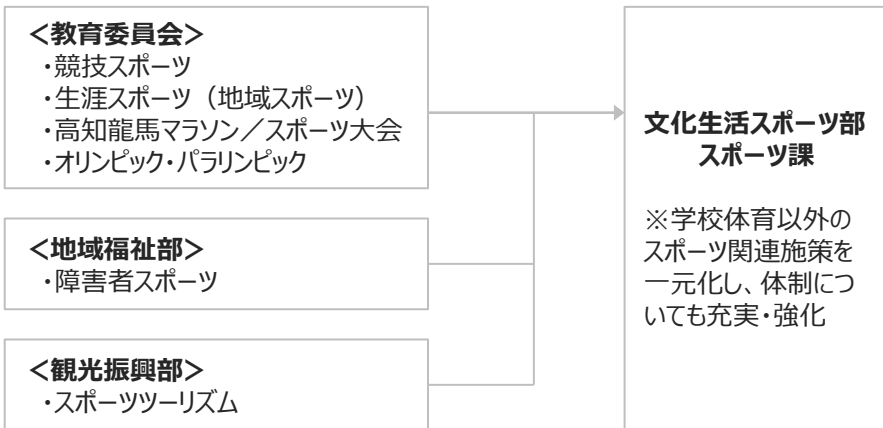 ＜教育委員会＞
・競技スポーツ
・生涯スポーツ（地域スポーツ）
・高知龍馬マラソン／スポーツ大会
・オリンピック・パラリンピック
＜地域福祉部＞
・障害者スポーツ
＜観光振興部＞
・スポーツツーリズム
文化生活スポーツ部
スポーツ課
※学校体育以外の
スポーツ関連施策を
一元化し、体制につ
いても充実・強化